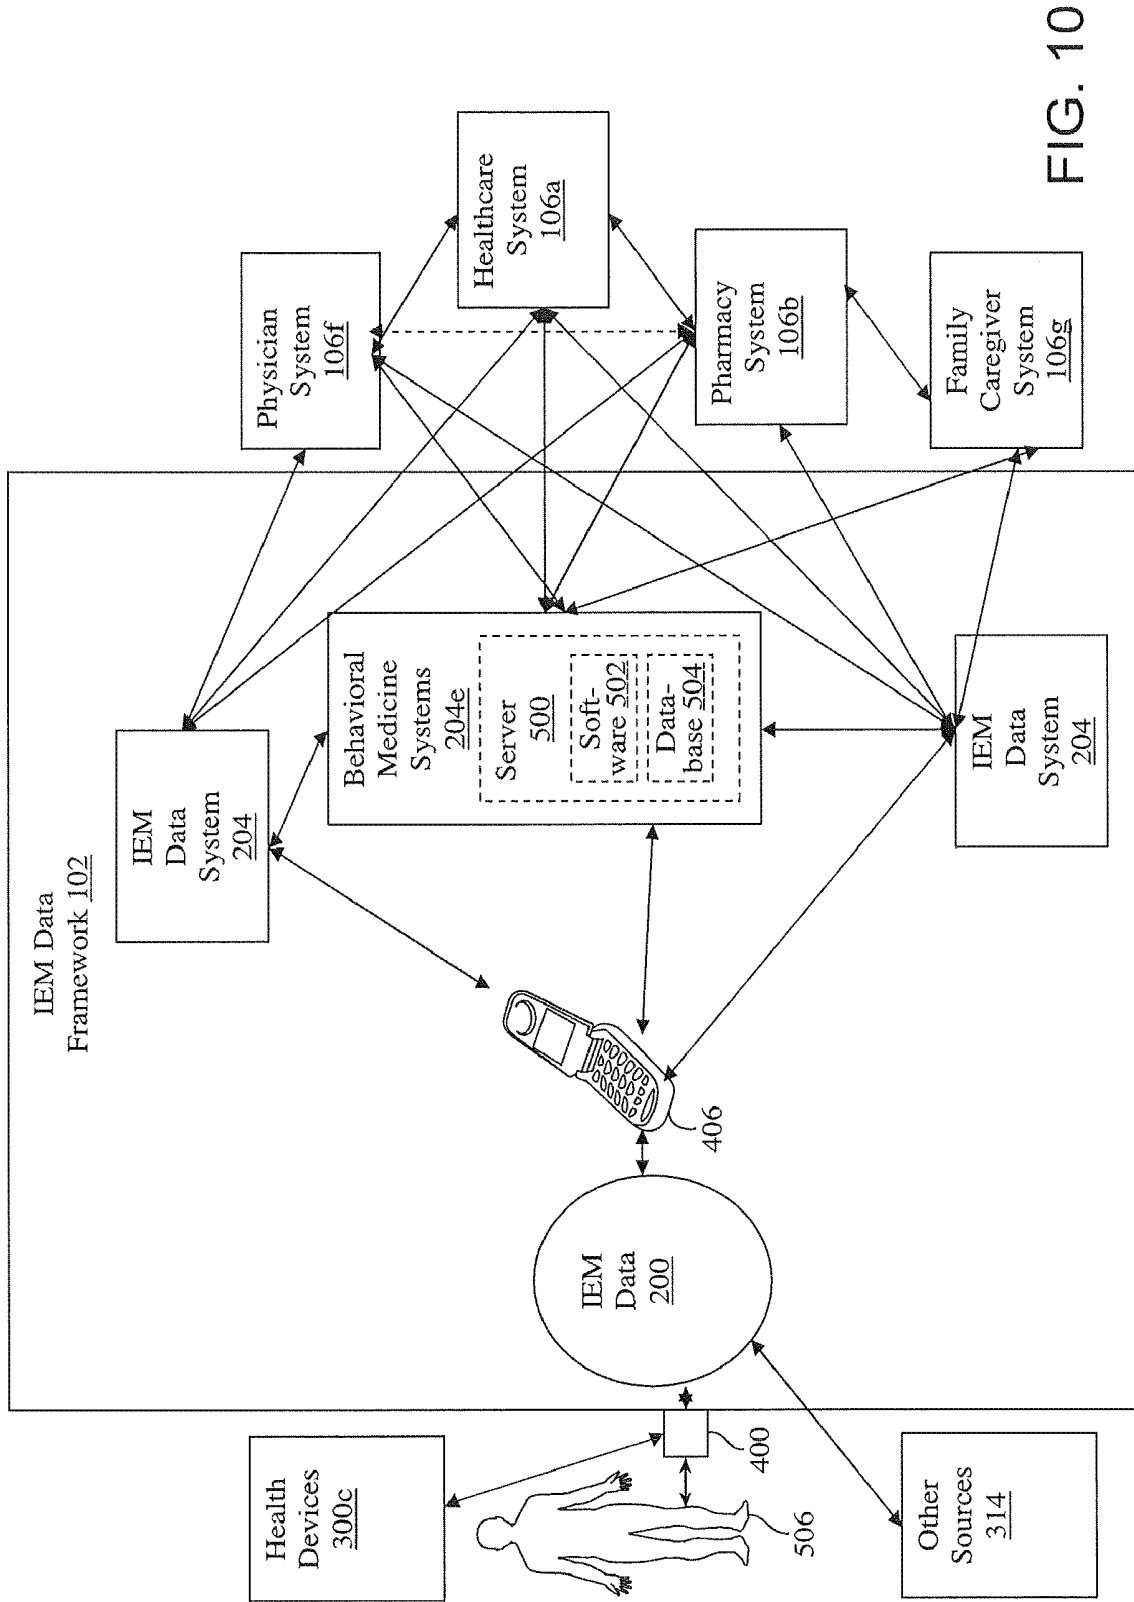 IEM Data
Framework 102
Health
Devices
300c
506
400
Other
Sources
314
IEM
Data
200
406
IEM
Data
System
204
Behavioral
Medicine
Systems
204e
Server
500
Soft-
ware 502
Data-
base 504
IEM
Data
System
204
Physician
System
106f
Healthcare
System
106a
Pharmacy
System
106b
Family
Caregiver
System
106g
FIG. 10